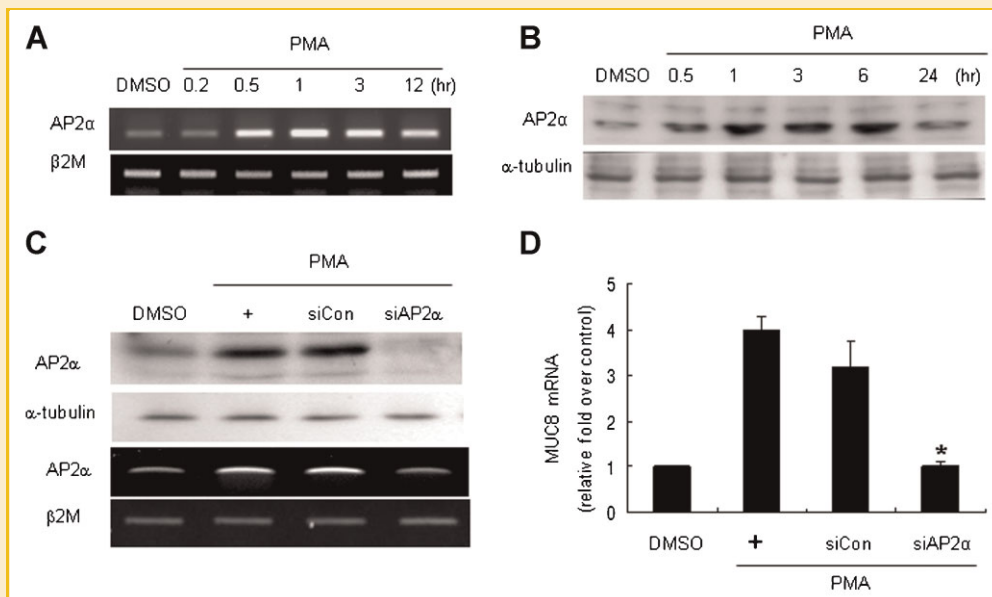 A
PMA
DMSO 0.2 0.5 1 3 12 (hr)
AP2α
β2M
B
PMA
DMSO 0.5 1 3 6 24 (hr)
AP2α
α-tubulin
C
PMA
DMSO + siCon siAP2α
AP2α
α-tubulin
AP2α
β2M
D
MUC8 mRNA
(relative fold over control)
5
4
3
2
1
0
*
DMSO + siCon siAP2α
PMA